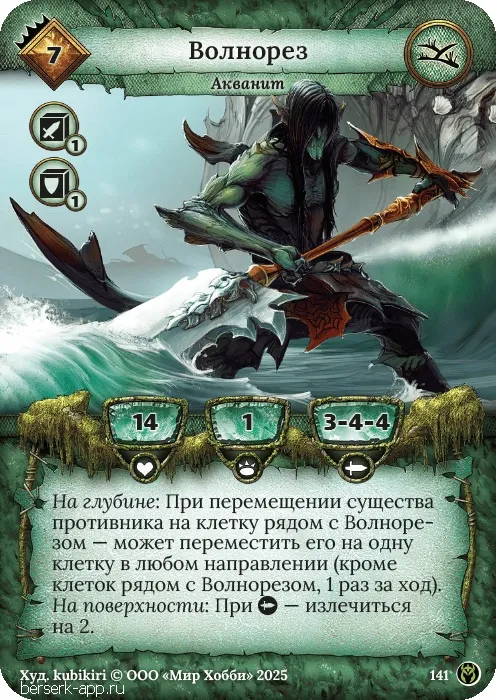 7
Волнорез
Акванит
1
1
14
1
3-4-4
На глубине: При перемещении существа
противника на клетку рядом с Волноре-
зом — может переместить его на одну
клетку в любом направлении (кроме
клеток рядом с Волнорезом, 1 раз за ход).
На поверхности: При — излечиться
на 2.
Худ. kubikiri © ООО «Мир Хобби» 2025
141
berserk-app.ru